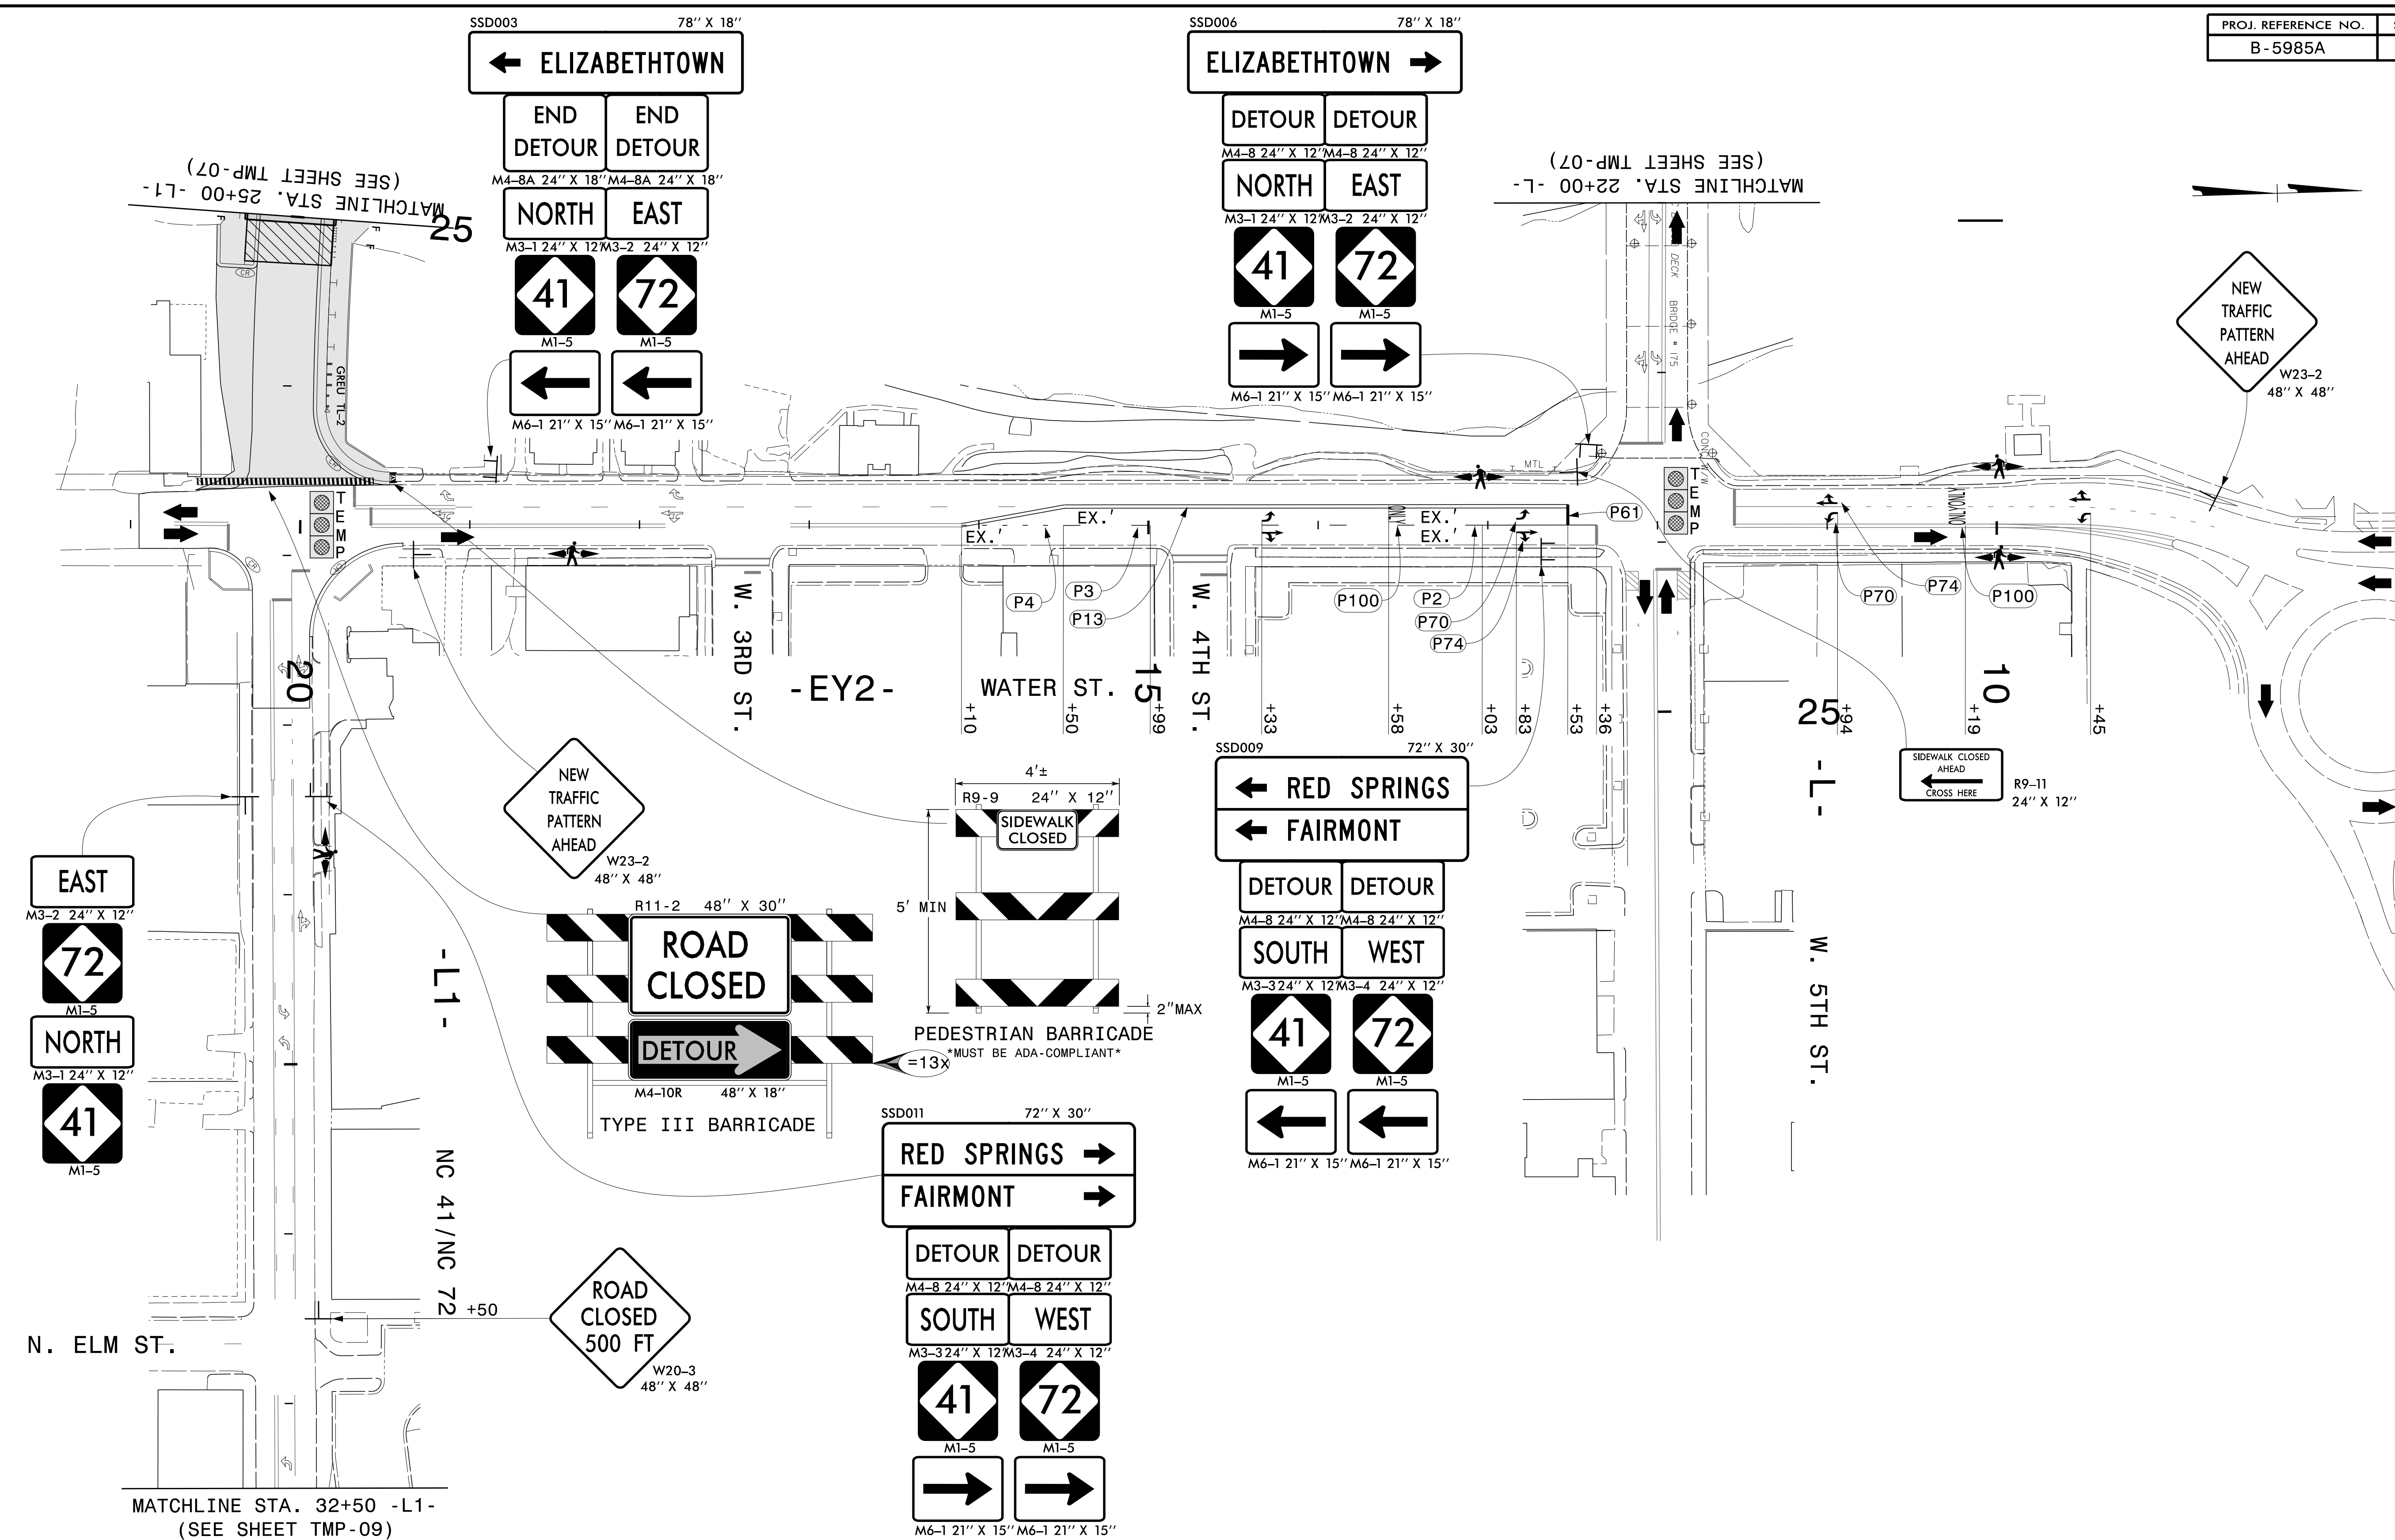 PROJ. REFERENCE NO.
B-5985A
SSD003 78'' X 18''
← ELIZABETHTOWN
END DETOUR
END DETOUR
M4-8A 24'' X 18''
M4-8A 24'' X 18''
NORTH
EAST
M3-1 24'' X 12''
M3-2 24'' X 12''
41
72
M1-5
M1-5
M6-1 21'' X 15''
M6-1 21'' X 15''
SSD006 78'' X 18''
ELIZABETHTOWN →
DETOUR
DETOUR
M4-8 24'' X 12''
M4-8 24'' X 12''
NORTH
EAST
M3-1 24'' X 12''
M3-2 24'' X 12''
41
72
M1-5
M1-5
M6-1 21'' X 15''
M6-1 21'' X 15''
MATCHLINE STA. 25+00 -L1-
(SEE SHEET TMP-07)
25
MATCHLINE STA. 22+00 -L-
(SEE SHEET TMP-07)
DECK BRIDGE # 175
NEW
TRAFFIC
PATTERN
AHEAD
W23-2
48'' X 48''
F
F
F
CR
GREU TL-2
CR
CR
TEMP
MTL
CONC
TEMP
EX.'
EX.'
EX.'
EX.'
ONLY
ONLY
P61
P4
P3
P13
P100
P2
P70
P74
P70
P74
P100
W. 3RD ST.
-EY2-
WATER ST.
15
W. 4TH ST.
20
10
25
-L-
+10
+50
+99
+33
+58
+03
+83
+53
+36
+94
+19
+45
NEW
TRAFFIC
PATTERN
AHEAD
W23-2
48'' X 48''
4'±
R9-9 24'' X 12''
SIDEWALK
CLOSED
5' MIN
2''MAX
PEDESTRIAN BARRICADE
*MUST BE ADA-COMPLIANT*
R11-2 48'' X 30''
ROAD
CLOSED
DETOUR
M4-10R 48'' X 18''
=13x
TYPE III BARRICADE
SSD009 72'' X 30''
← RED SPRINGS
← FAIRMONT
DETOUR
DETOUR
M4-8 24'' X 12''
M4-8 24'' X 12''
SOUTH
WEST
M3-3 24'' X 12''
M3-4 24'' X 12''
41
72
M1-5
M1-5
M6-1 21'' X 15''
M6-1 21'' X 15''
SIDEWALK CLOSED
AHEAD
CROSS HERE
R9-11
24'' X 12''
W. 5TH ST.
EAST
M3-2 24'' X 12''
72
M1-5
NORTH
M3-1 24'' X 12''
41
M1-5
-L1-
NC 41/NC 72
+50
ROAD
CLOSED
500 FT
W20-3
48'' X 48''
N. ELM ST.
SSD011 72'' X 30''
RED SPRINGS →
FAIRMONT →
DETOUR
DETOUR
M4-8 24'' X 12''
M4-8 24'' X 12''
SOUTH
WEST
M3-3 24'' X 12''
M3-4 24'' X 12''
41
72
M1-5
M1-5
M6-1 21'' X 15''
M6-1 21'' X 15''
MATCHLINE STA. 32+50 -L1-
(SEE SHEET TMP-09)